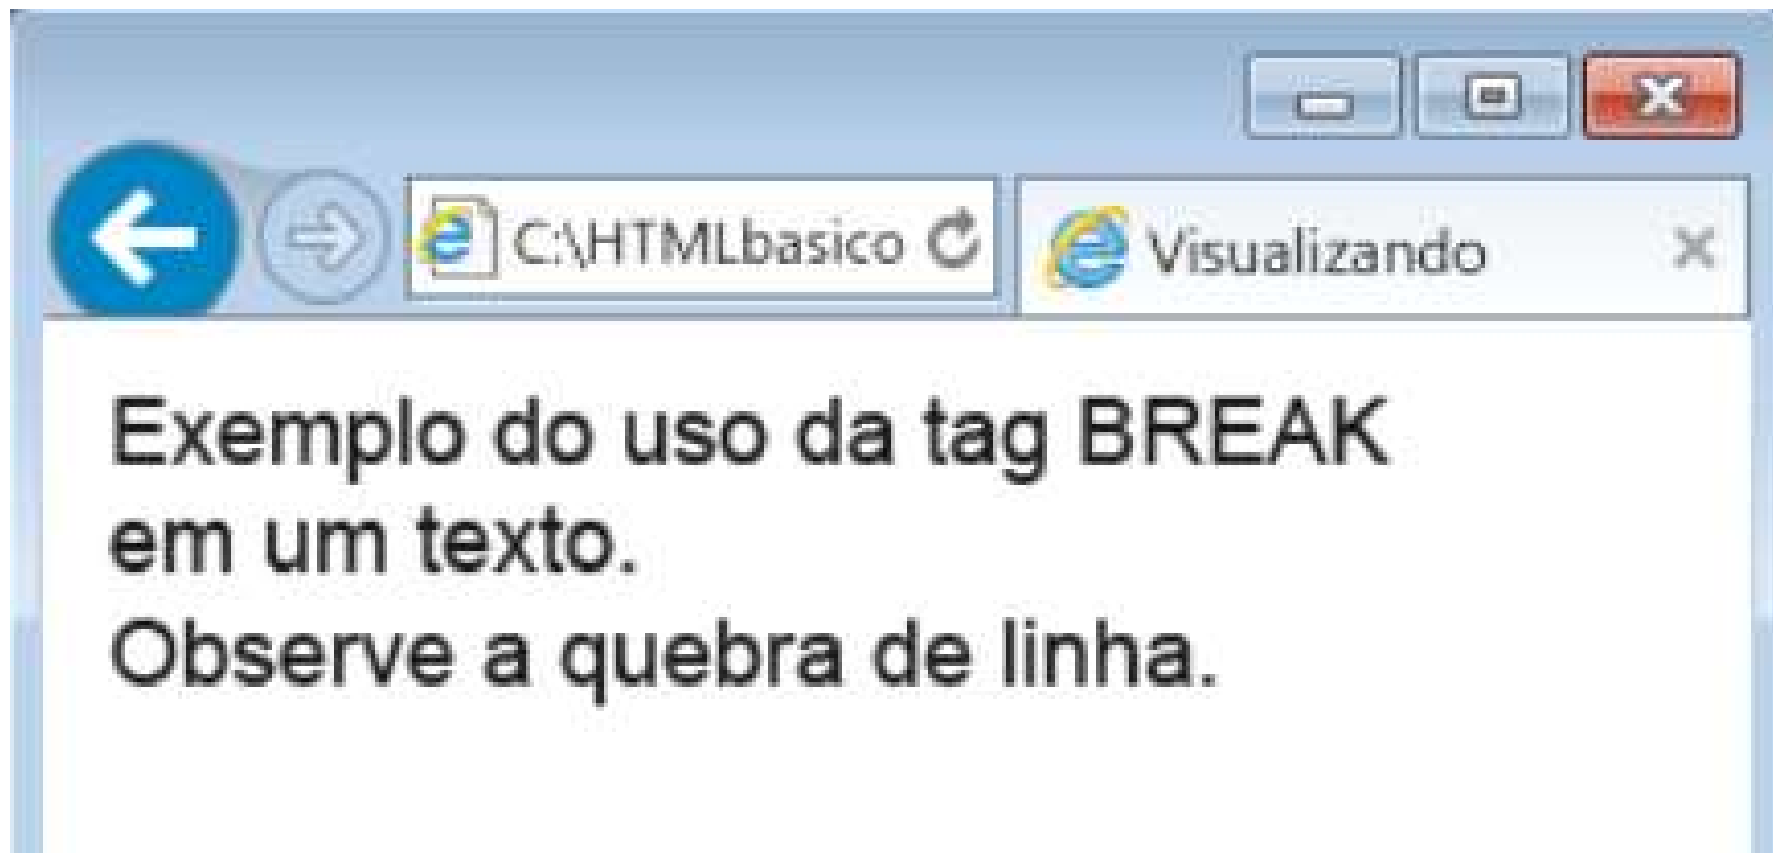 C:\HTMLbasico
Visualizando
Exemplo do uso da tag BREAK
em um texto.
Observe a quebra de linha.